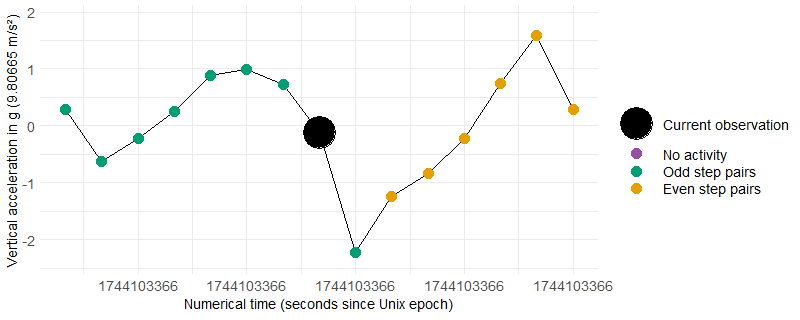 Vertical acceleration in g (9.80665 m/s²)
2
1
0
-1
-2
1744103366
1744103366
1744103366
1744103366
1744103366
Numerical time (seconds since Unix epoch)
Current observation
No activity
Odd step pairs
Even step pairs